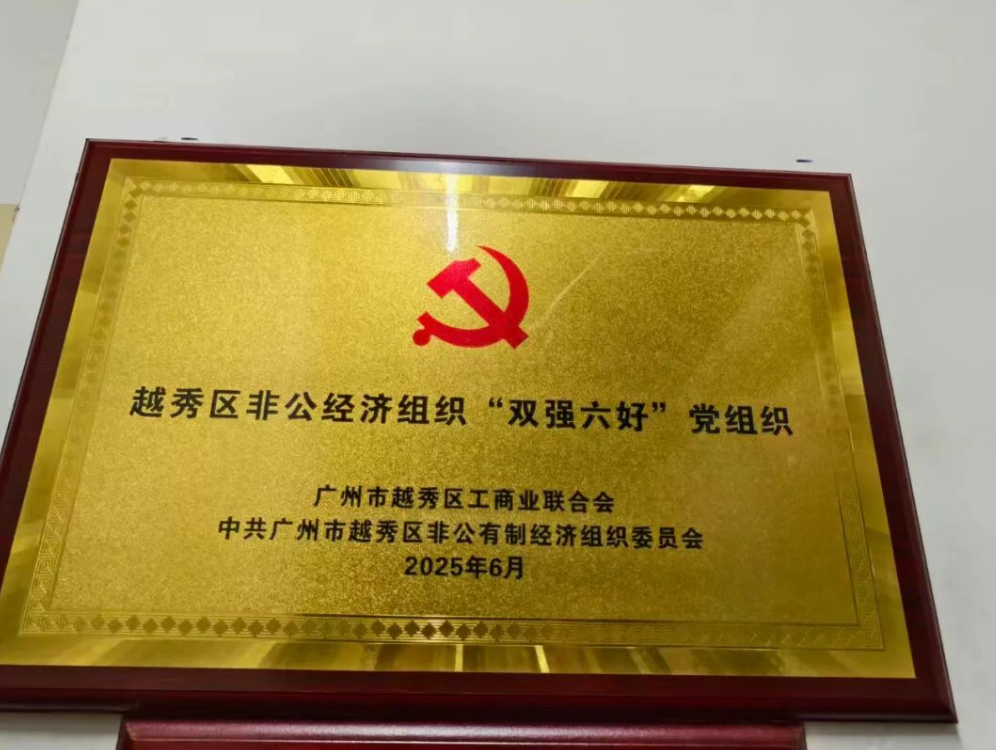 越秀区非公经济组织“双强六好”党组织
广州市越秀区工商业联合会
中共广州市越秀区非公有制经济组织委员会
2025年6月